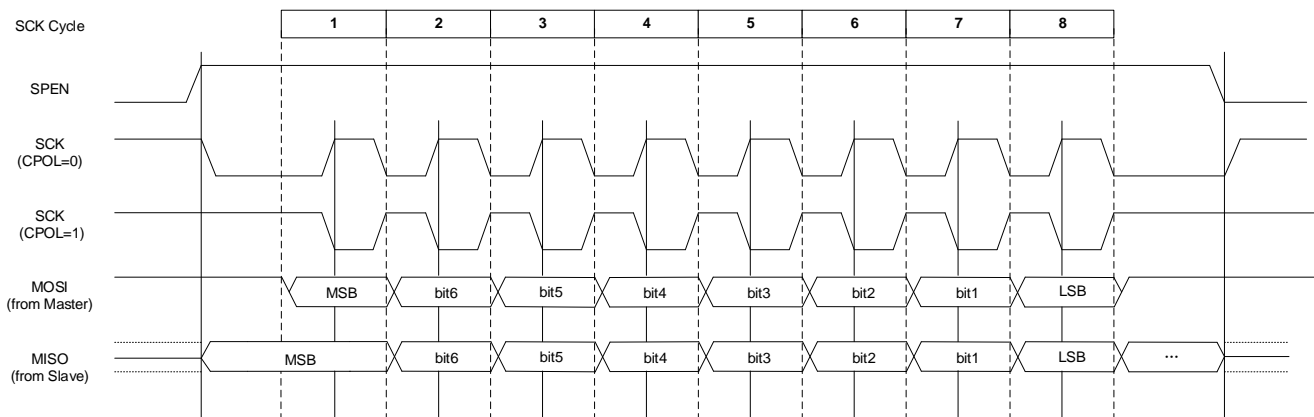 SCK Cycle 1 2 3 4 5 6 7 8
SPEN
SCK
(CPOL=0)
SCK
(CPOL=1)
MOSI
(from Master)
MSB bit6 bit5 bit4 bit3 bit2 bit1 LSB
MISO
(from Slave)
MSB bit6 bit5 bit4 bit3 bit2 bit1 LSB ...